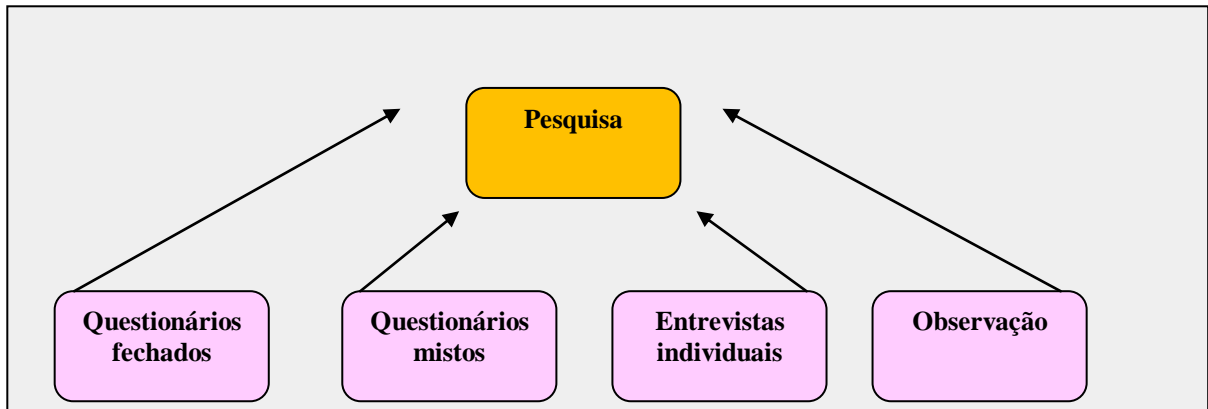 Pesquisa
Questionários
fechados
Questionários
mistos
Entrevistas
individuais
Observação